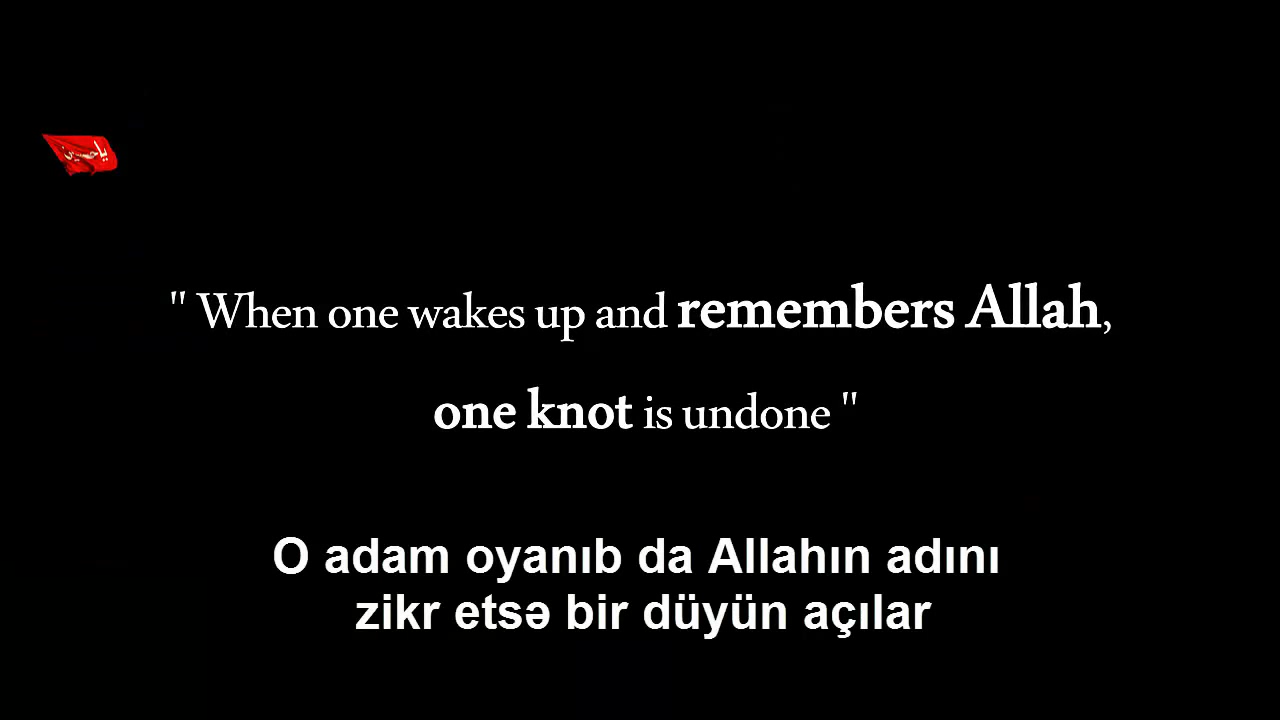 ياحسين
" When one wakes up and remembers Allah,
one knot is undone "
O adam oyanıb da Allahın adını
zikr etsə bir düyün açılar